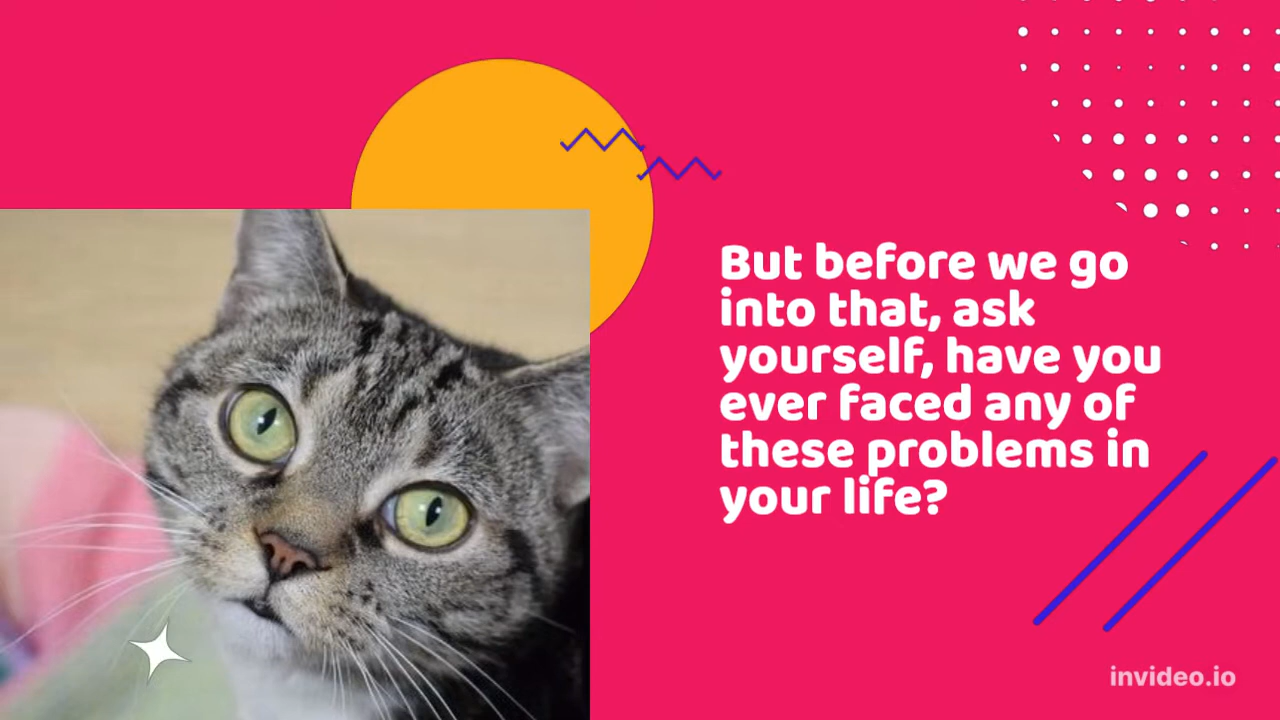 But before we go
into that, ask
yourself, have you
ever faced any of
these problems in
your life?
invideo.io